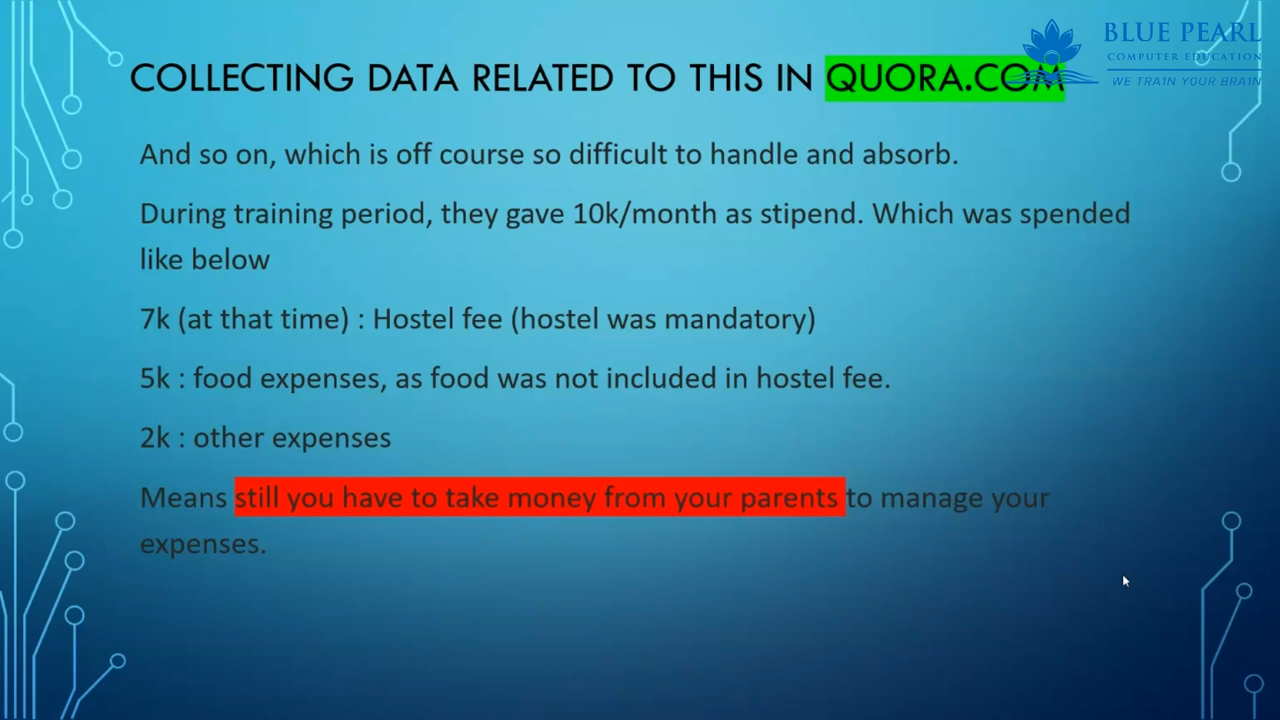 BLUE PEARL
COMPUTER EDUCATION
WE TRA1N YOUR BRA1N
COLLECTING DATA RELATED TO THIS IN QUORA.COM
And so on, which is off course so difficult to handle and absorb.
During training period, they gave 10k/month as stipend. Which was spended
like below
7k (at that time) : Hostel fee (hostel was mandatory)
5k : food expenses, as food was not included in hostel fee.
2k : other expenses
Means still you have to take money from your parents to manage your
expenses.